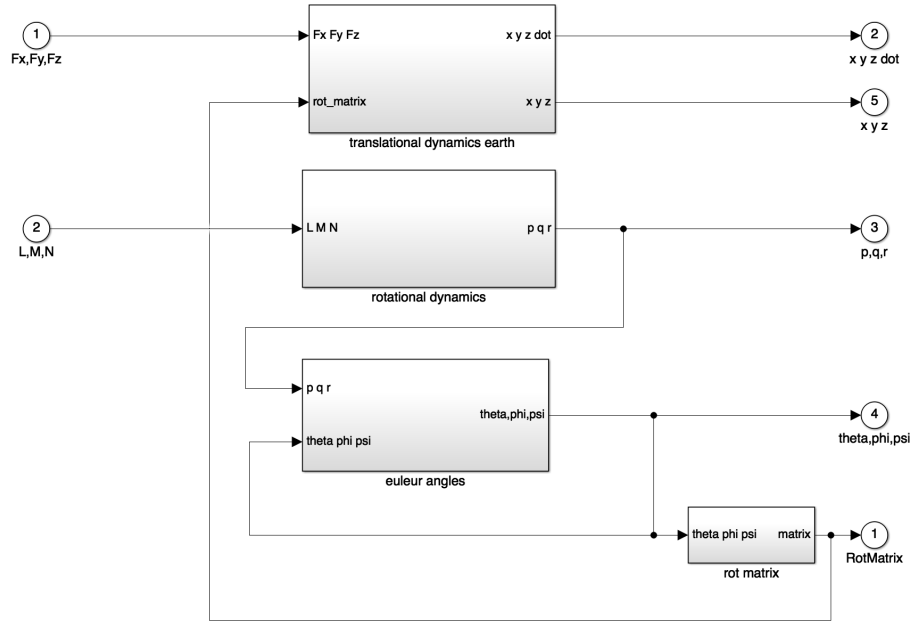 1
Fx,Fy,Fz
Fx Fy Fz
x y z dot
2
x y z dot
rot_matrix
x y z
5
x y z
translational dynamics earth
2
L,M,N
L M N
p q r
3
p,q,r
rotational dynamics
p q r
theta,phi,psi
4
theta,phi,psi
theta phi psi
euleur angles
theta phi psi
matrix
1
RotMatrix
rot matrix